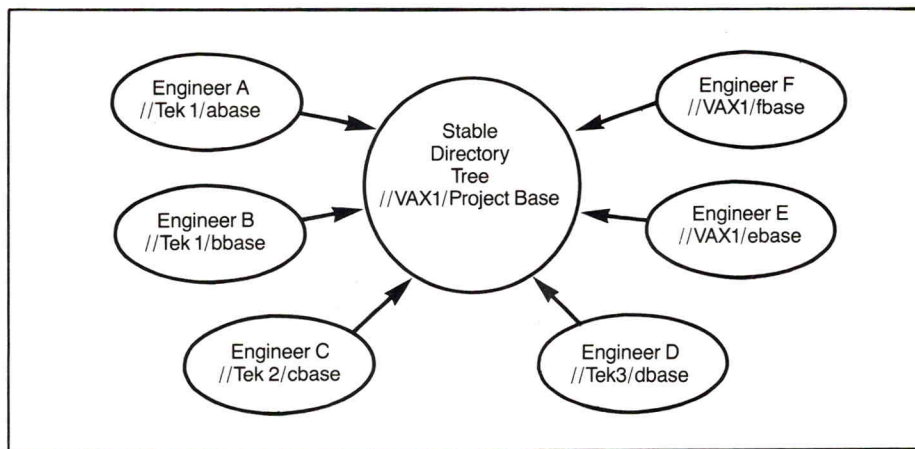 Engineer A
//Tek 1/abase
Engineer B
//Tek 1/bbase
Engineer C
//Tek 2/cbase
Stable
Directory
Tree
//VAX1/Project Base
Engineer F
//VAX1/fbase
Engineer E
//VAX1/ebase
Engineer D
//Tek3/dbase